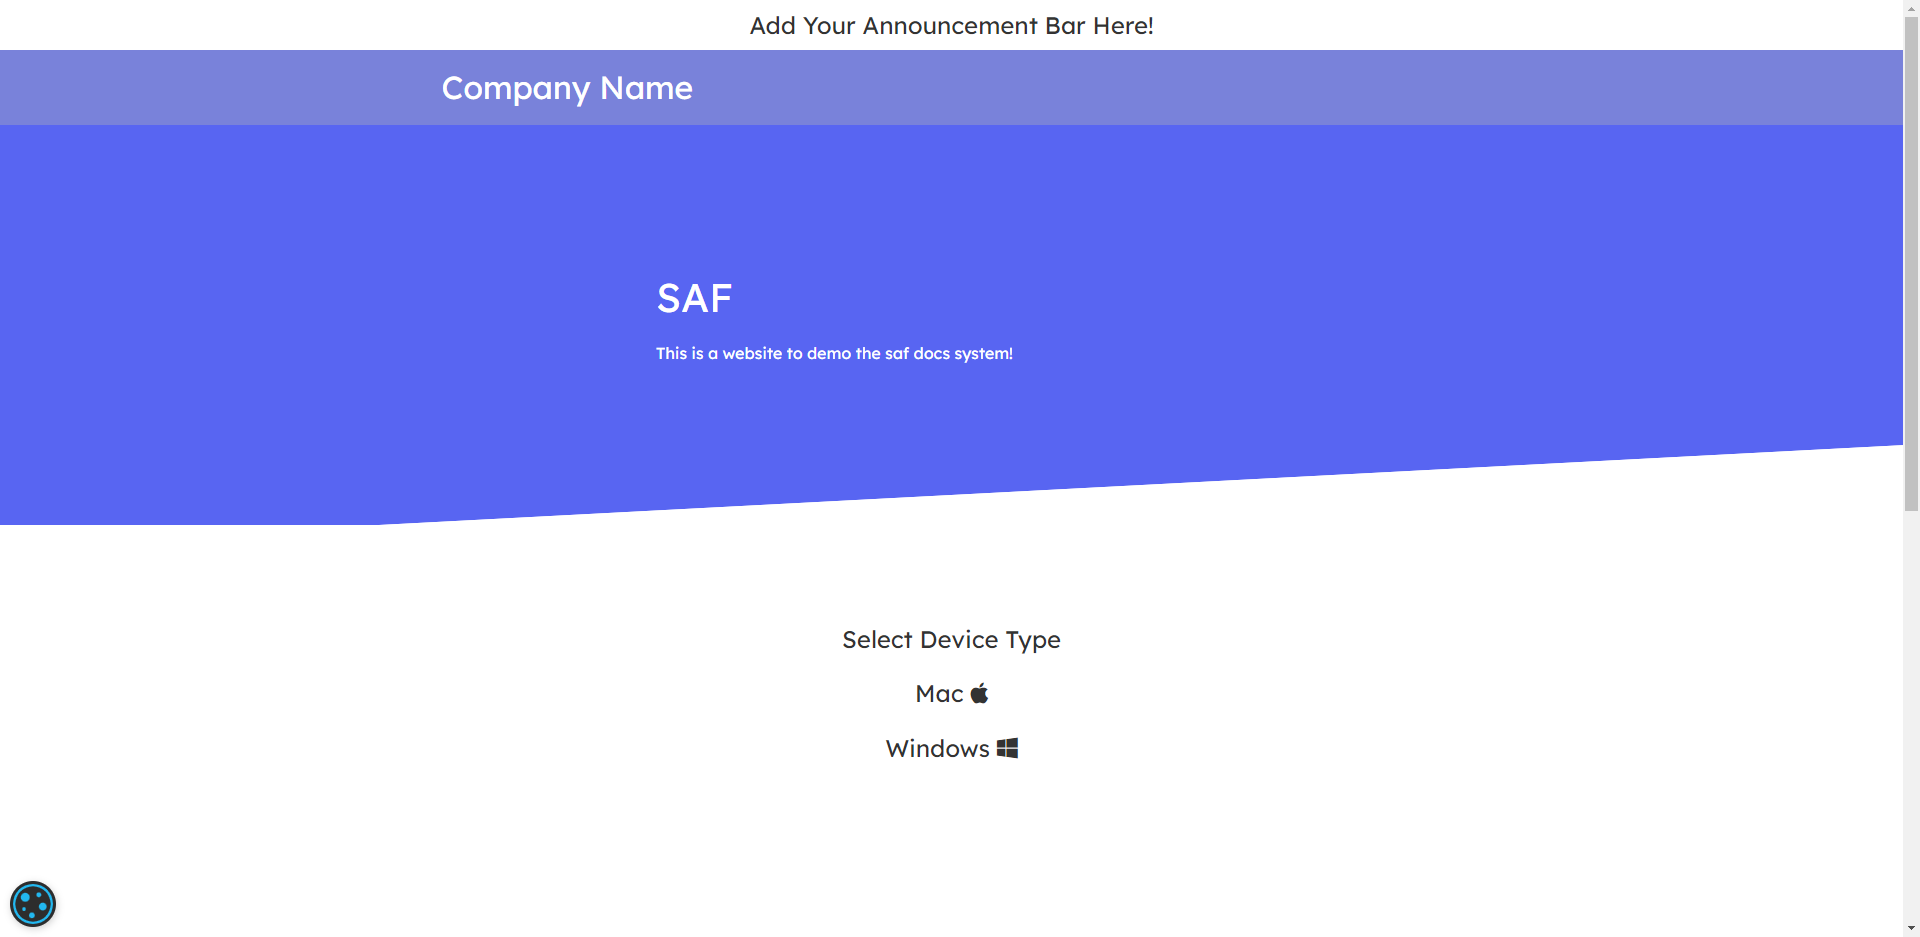 Add Your Announcement Bar Here!
Company Name
SAF
This is a website to demo the saf docs system!
Select Device Type
Mac
Windows